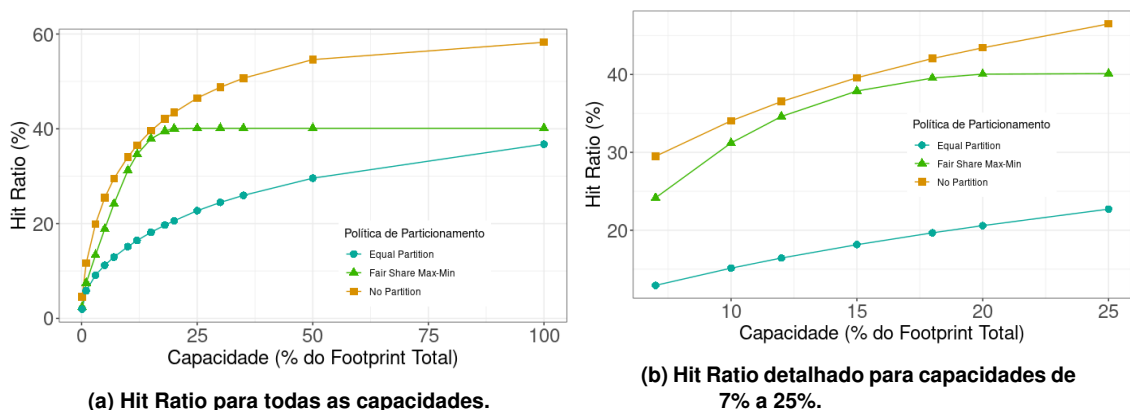 60
40
20
0
Hit Ratio (%)
Política de Particionamento
Equal Partition
Fair Share Max-Min
No Partition
0
25
50
75
100
Capacidade (% do Footprint Total)
(a) Hit Ratio para todas as capacidades.
40
30
20
Hit Ratio (%)
Política de Particionamento
Equal Partition
Fair Share Max-Min
No Partition
10
15
20
25
Capacidade (% do Footprint Total)
(b) Hit Ratio detalhado para capacidades de
7% a 25%.